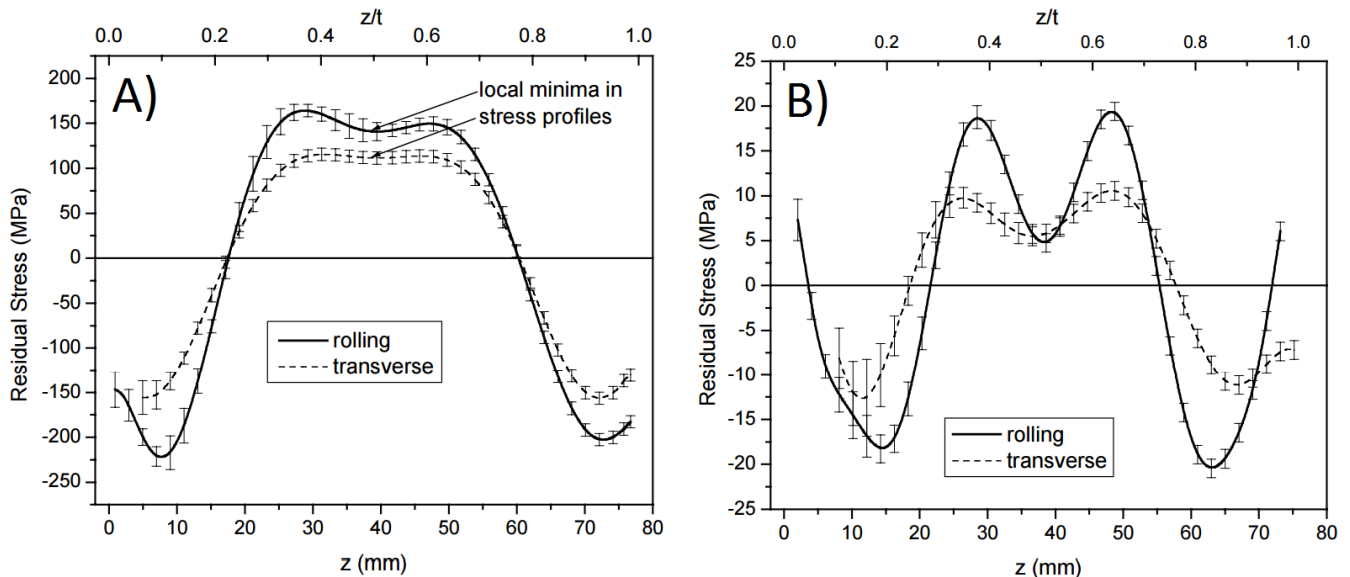 z/t
0.0 0.2 0.4 0.6 0.8 1.0
A)
200
150
100
50
0
-50
-100
-150
-200
-250
Residual Stress (MPa)
local minima in
stress profiles
rolling
transverse
0 10 20 30 40 50 60 70 80
z (mm)
z/t
0.0 0.2 0.4 0.6 0.8 1.0
B)
25
20
15
10
5
0
-5
-10
-15
-20
-25
Residual Stress (MPa)
rolling
transverse
0 10 20 30 40 50 60 70 80
z (mm)